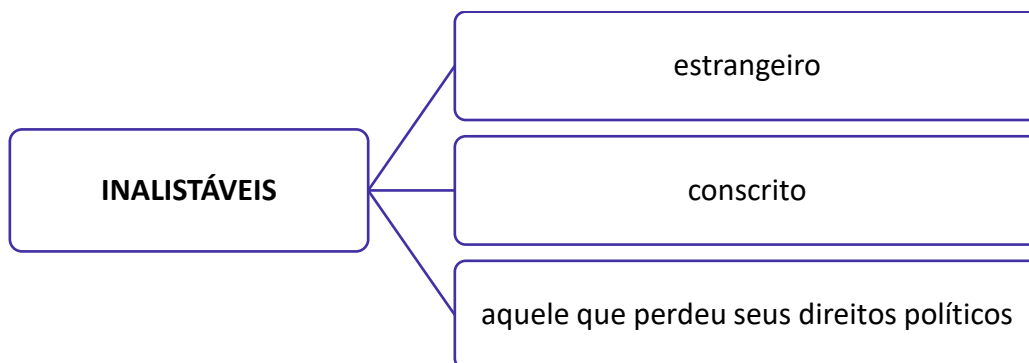 INALISTÁVEIS
estrangeiro
conscrito
aquele que perdeu seus direitos políticos